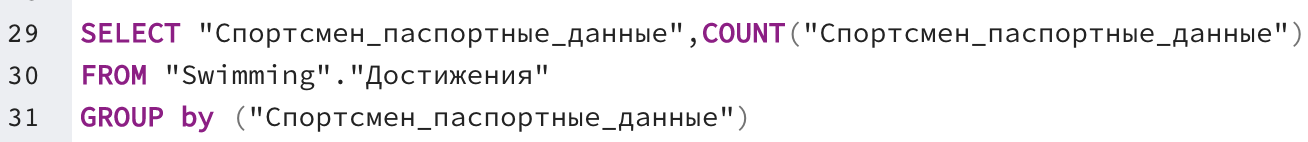 29 SELECT "Спортсмен_паспортные_данные",COUNT("Спортсмен_паспортные_данные")
30 FROM "Swimming"."Достижения"
31 GROUP by ("Спортсмен_паспортные_данные")